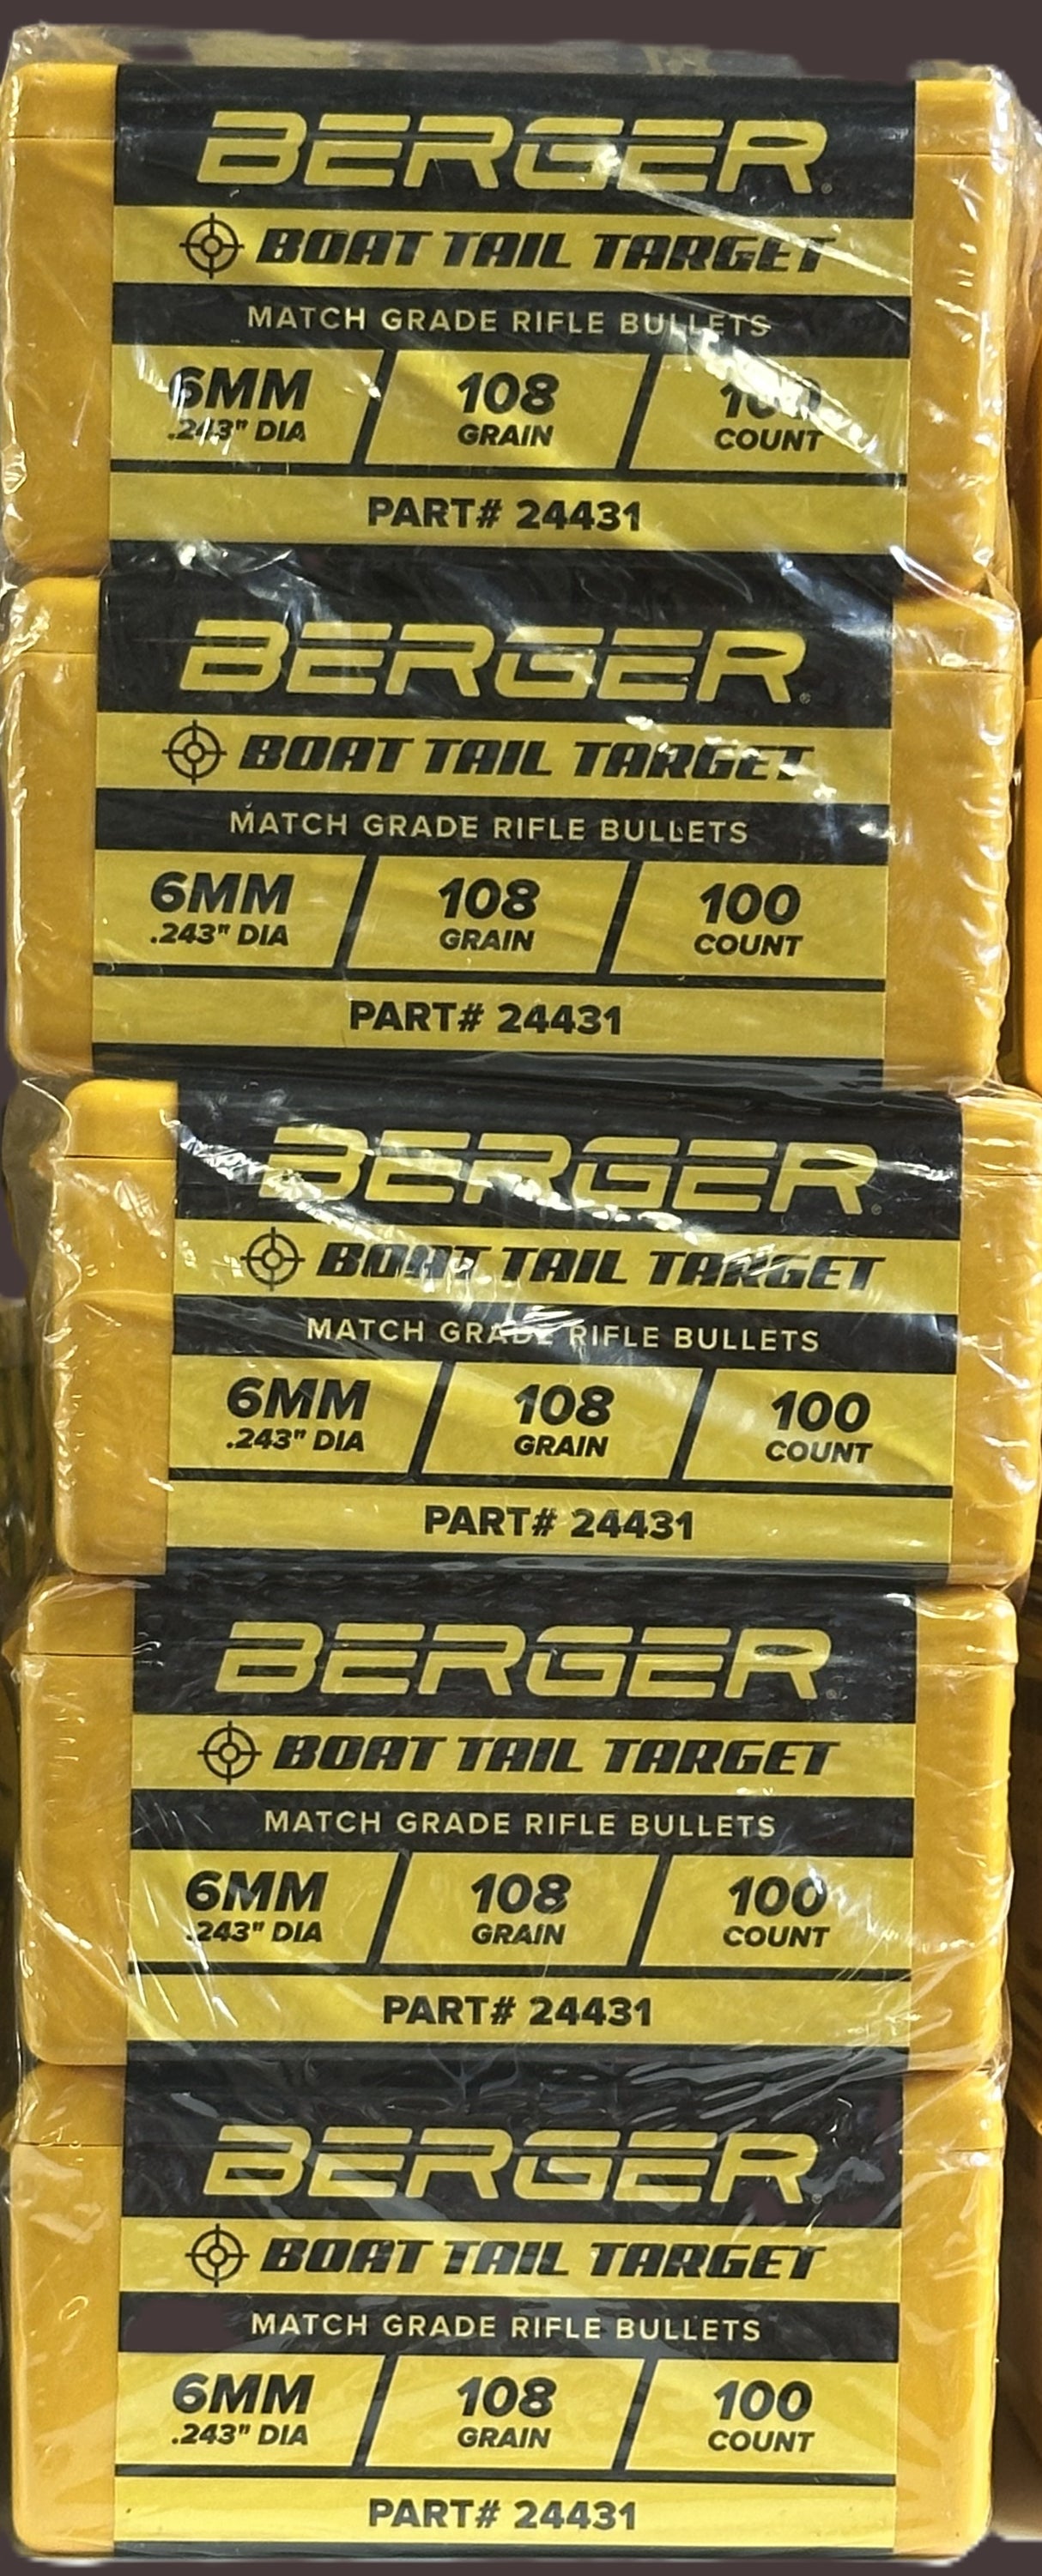 BERGER®
BOAT TAIL TARGET
MATCH GRADE RIFLE BULLETS
6MM 108 100
.243" DIA GRAIN COUNT
PART# 24431
BERGER®
BOAT TAIL TARGET
MATCH GRADE RIFLE BULLETS
6MM 108 100
.243" DIA GRAIN COUNT
PART# 24431
BERGER®
BOAT TAIL TARGET
MATCH GRADE RIFLE BULLETS
6MM 108 100
.243" DIA GRAIN COUNT
PART# 24431
BERGER®
BOAT TAIL TARGET
MATCH GRADE RIFLE BULLETS
6MM 108 100
.243" DIA GRAIN COUNT
PART# 24431
BERGER®
BOAT TAIL TARGET
MATCH GRADE RIFLE BULLETS
6MM 108 100
.243" DIA GRAIN COUNT
PART# 24431